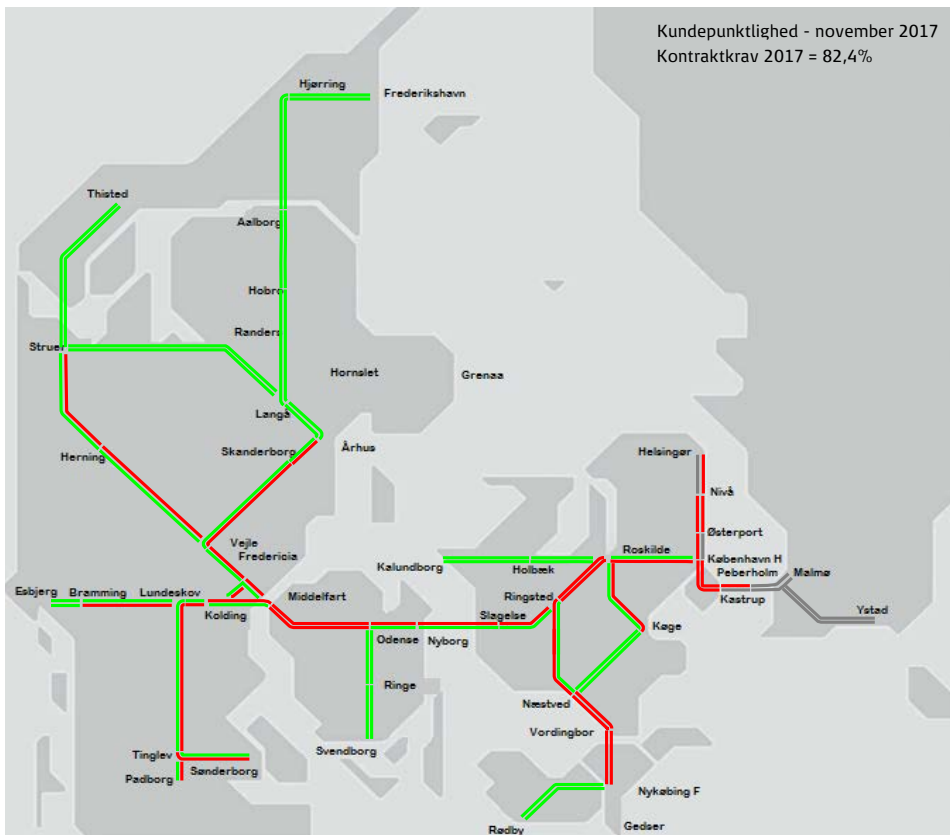 Kundepunktlighed - november 2017
Kontraktkrav 2017 = 82,4%
Hjørring
Frederikshavn
Thisted
Aalborg
Hobro
Randers
Struer
Hornslet
Grenaa
Langå
Århus
Skanderborg
Herning
Helsingør
Nivå
Østerport
Vejle
Fredericia
Roskilde
København H
Kalundborg
Holbæk
Peberholm
Malmø
Esbjerg
Bramming
Lundeskov
Kastrup
Middelfart
Ringsted
Kolding
Slagelse
Ystad
Odense
Nyborg
Køge
Ringe
Næstved
Vordingbor
Svendborg
Tinglev
Sønderborg
Padborg
Nykøbing F
Rødby
Gedser